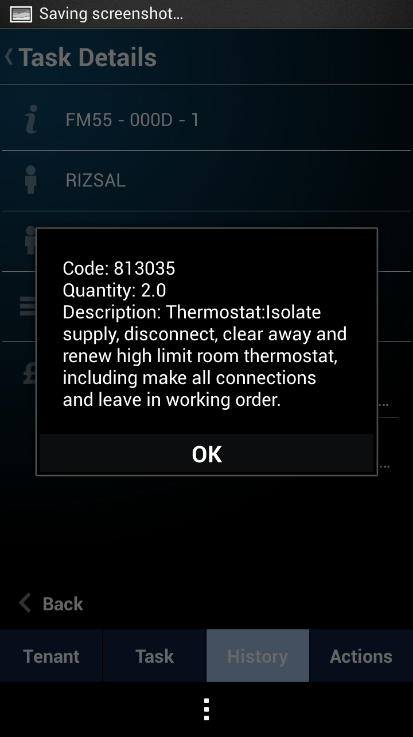 Saving screenshot...
Task Details
FM55 - 000D - 1
RIZSAL
Code: 813035
Quantity: 2.0
Description: Thermostat:Isolate
supply, disconnect, clear away and
renew high limit room thermostat,
including make all connections
and leave in working order.
£
...
OK
...
Back
Tenant
Task
History
Actions